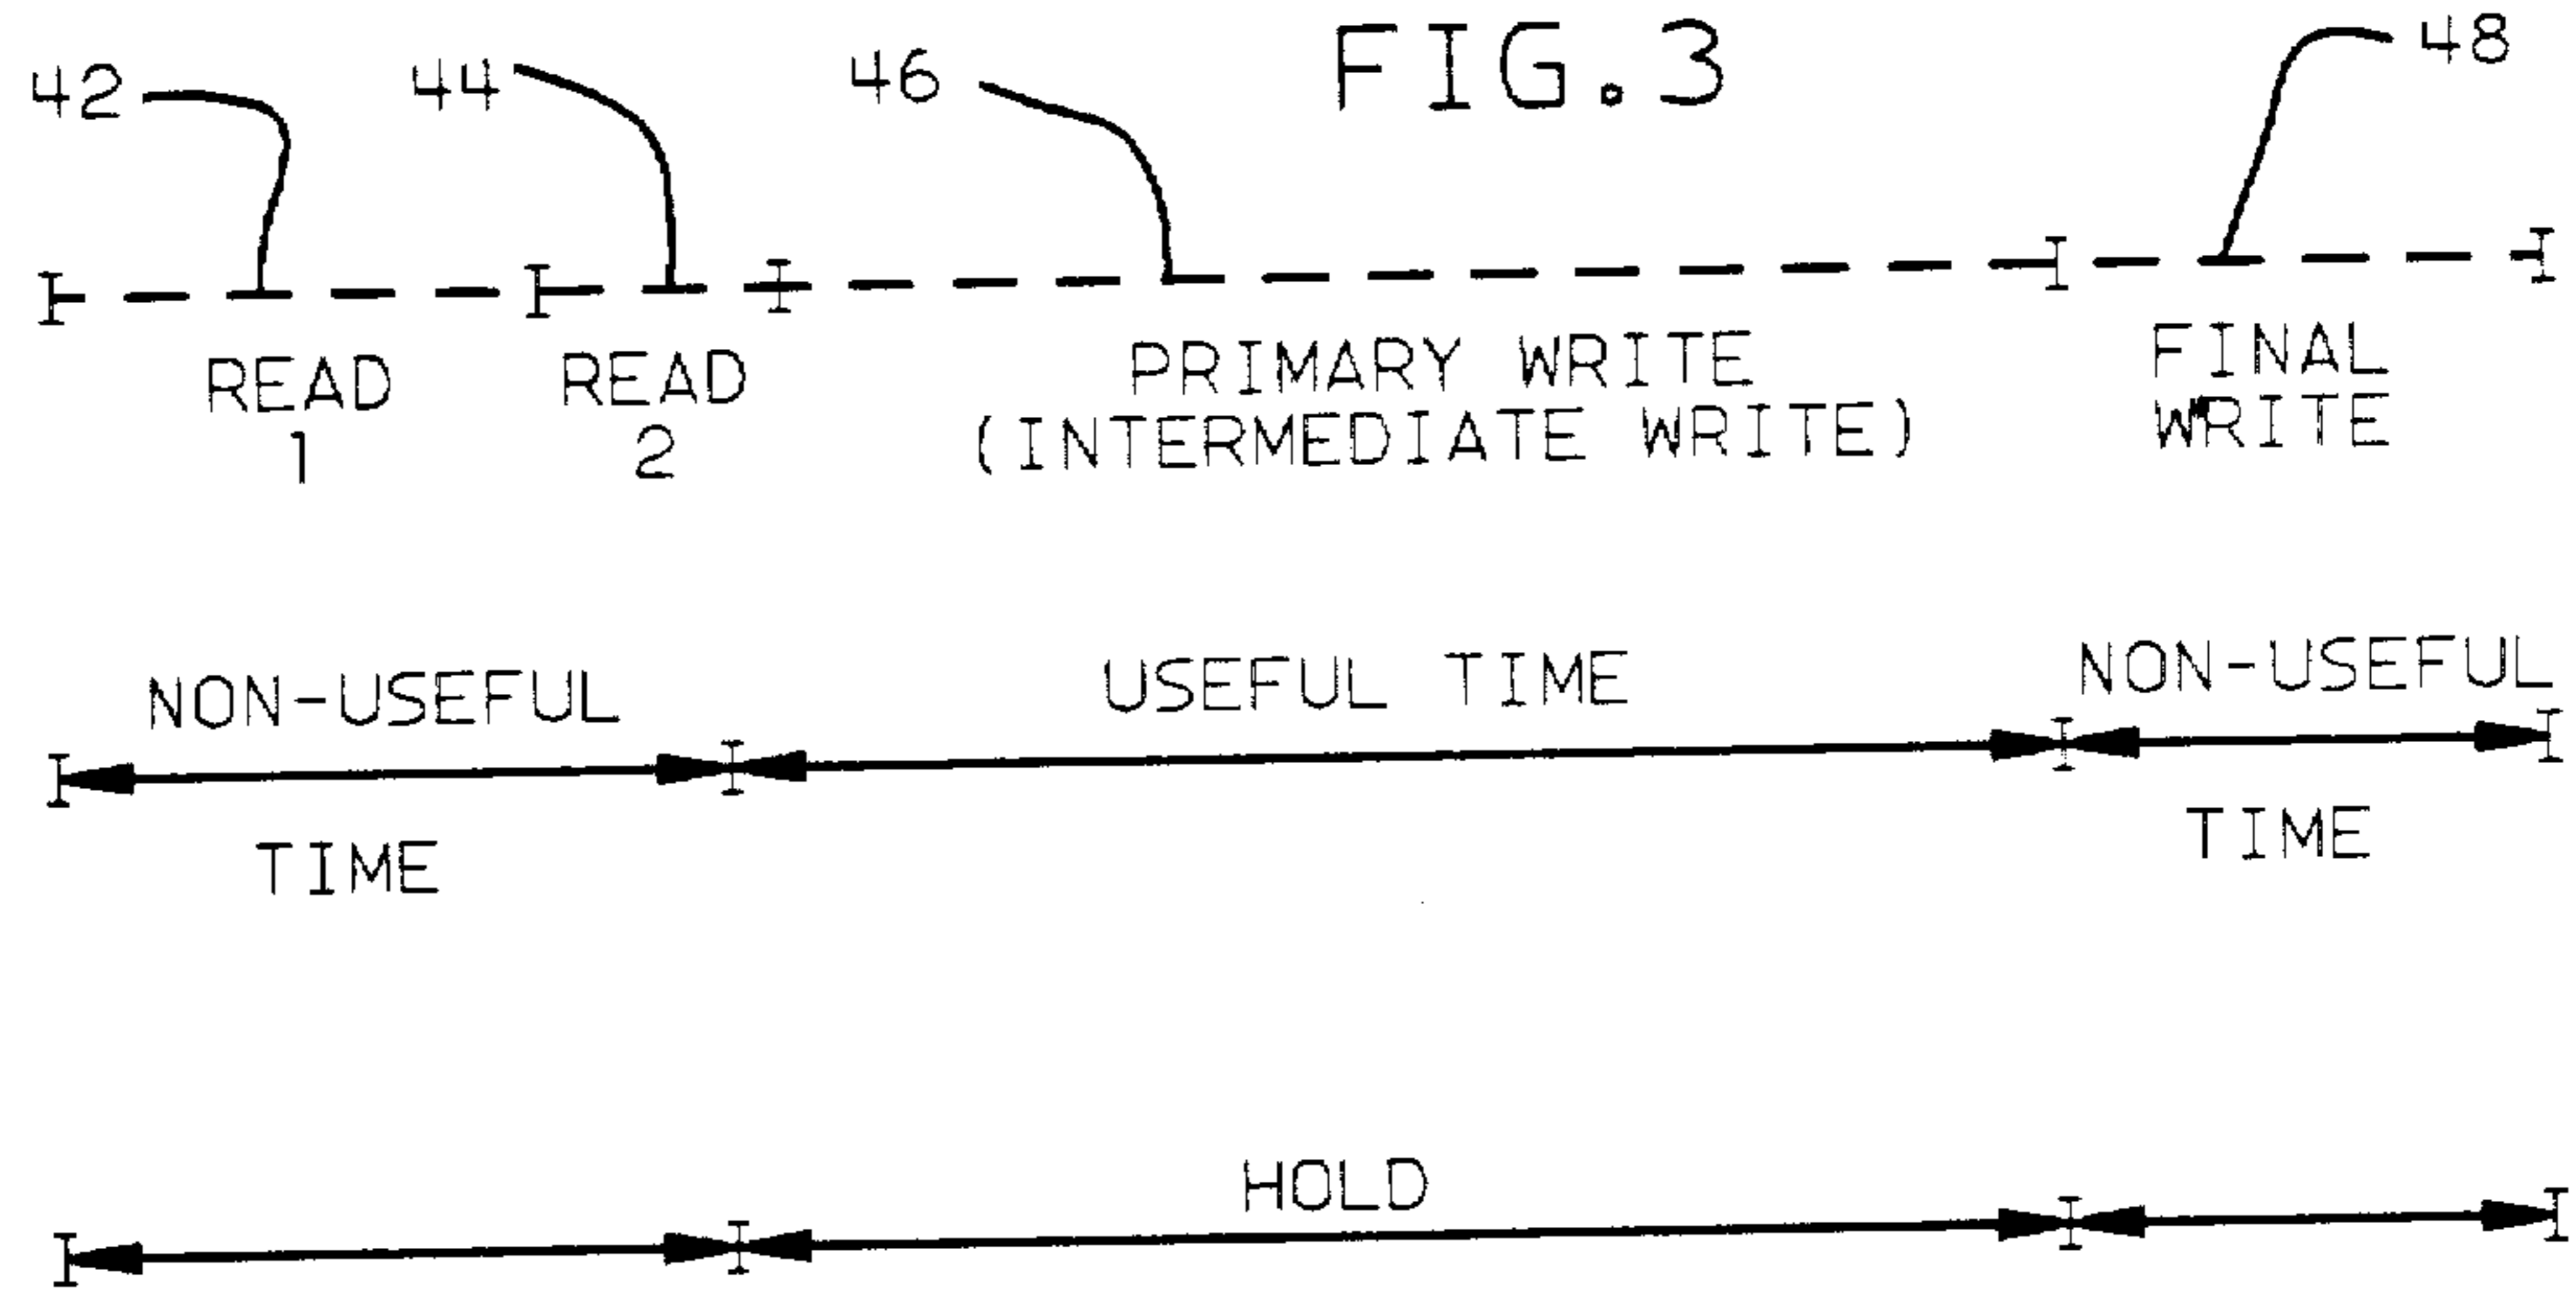 FIG.3
42 44 46 48
READ 1
READ 2
PRIMARY WRITE
(INTERMEDIATE WRITE)
FINAL
WRITE
NON-USEFUL
TIME
USEFUL TIME
NON-USEFUL
TIME
HOLD